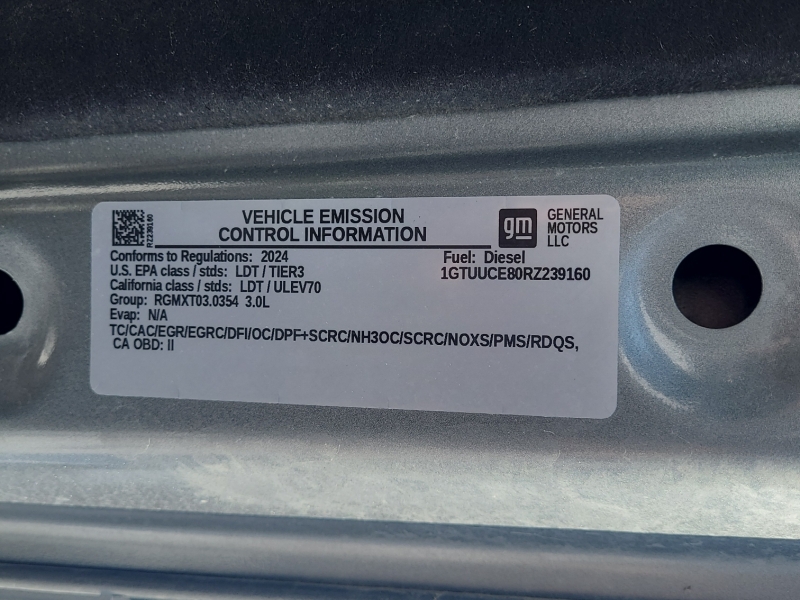 VEHICLE EMISSION
CONTROL INFORMATION
gm
GENERAL
MOTORS
LLC
RZ239160
Conforms to Regulations: 2024
U.S. EPA class / stds: LDT / TIER3
California class / stds: LDT / ULEV70
Group: RGMXT03.0354 3.0L
Evap: N/A
Fuel: Diesel
1GTUUCE80RZ239160
TC/CAC/EGR/EGRC/DFI/OC/DPF+SCRC/NH3OC/SCRC/NOXS/PMS/RDQS,
CA OBD: II